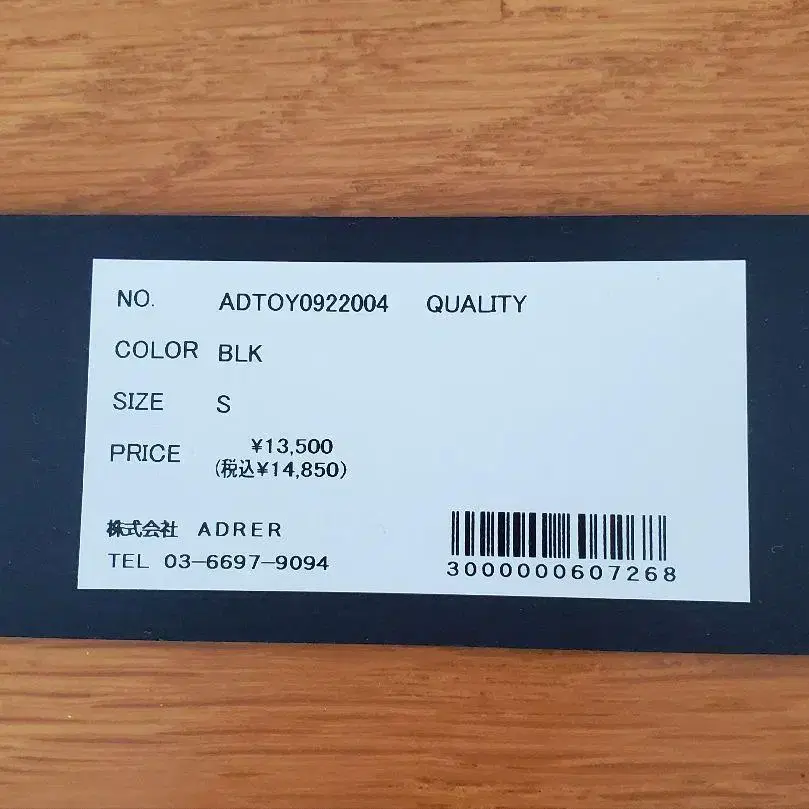 NO. ADTOY0922004 QUALITY
COLOR BLK
SIZE S
PRICE ¥13,500
(税込¥14,850)
株式会社 ADRER
TEL 03-6697-9094
3000000607268